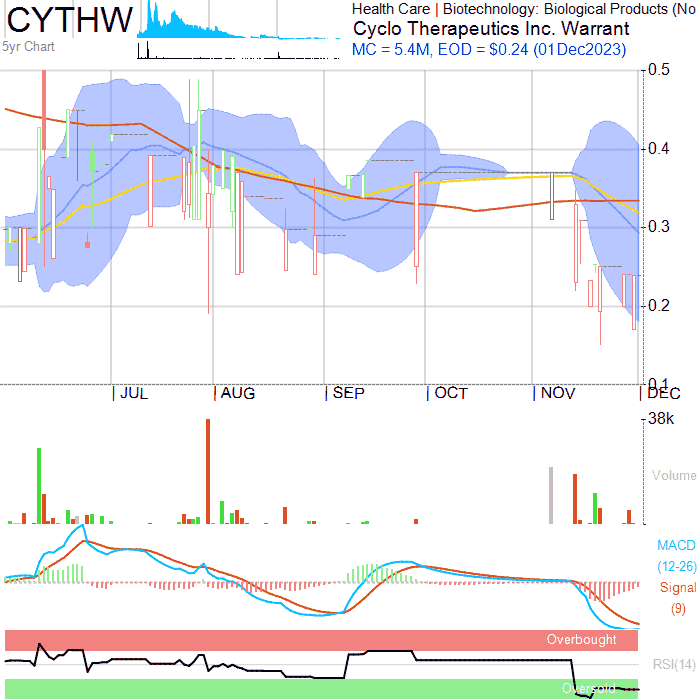 CYTHW
Health Care | Biotechnology: Biological Products (No
Cyclo Therapeutics Inc. Warrant
5yr Chart
MC = 5.4M, EOD = $0.24 (01Dec2023)
0.5
0.4
0.3
0.2
0.1
| JUL | AUG | SEP | OCT | NOV | DEC
38k
Volume
MACD
(12-26)
Signal
(9)
Overbought
RSI(14)
Oversold